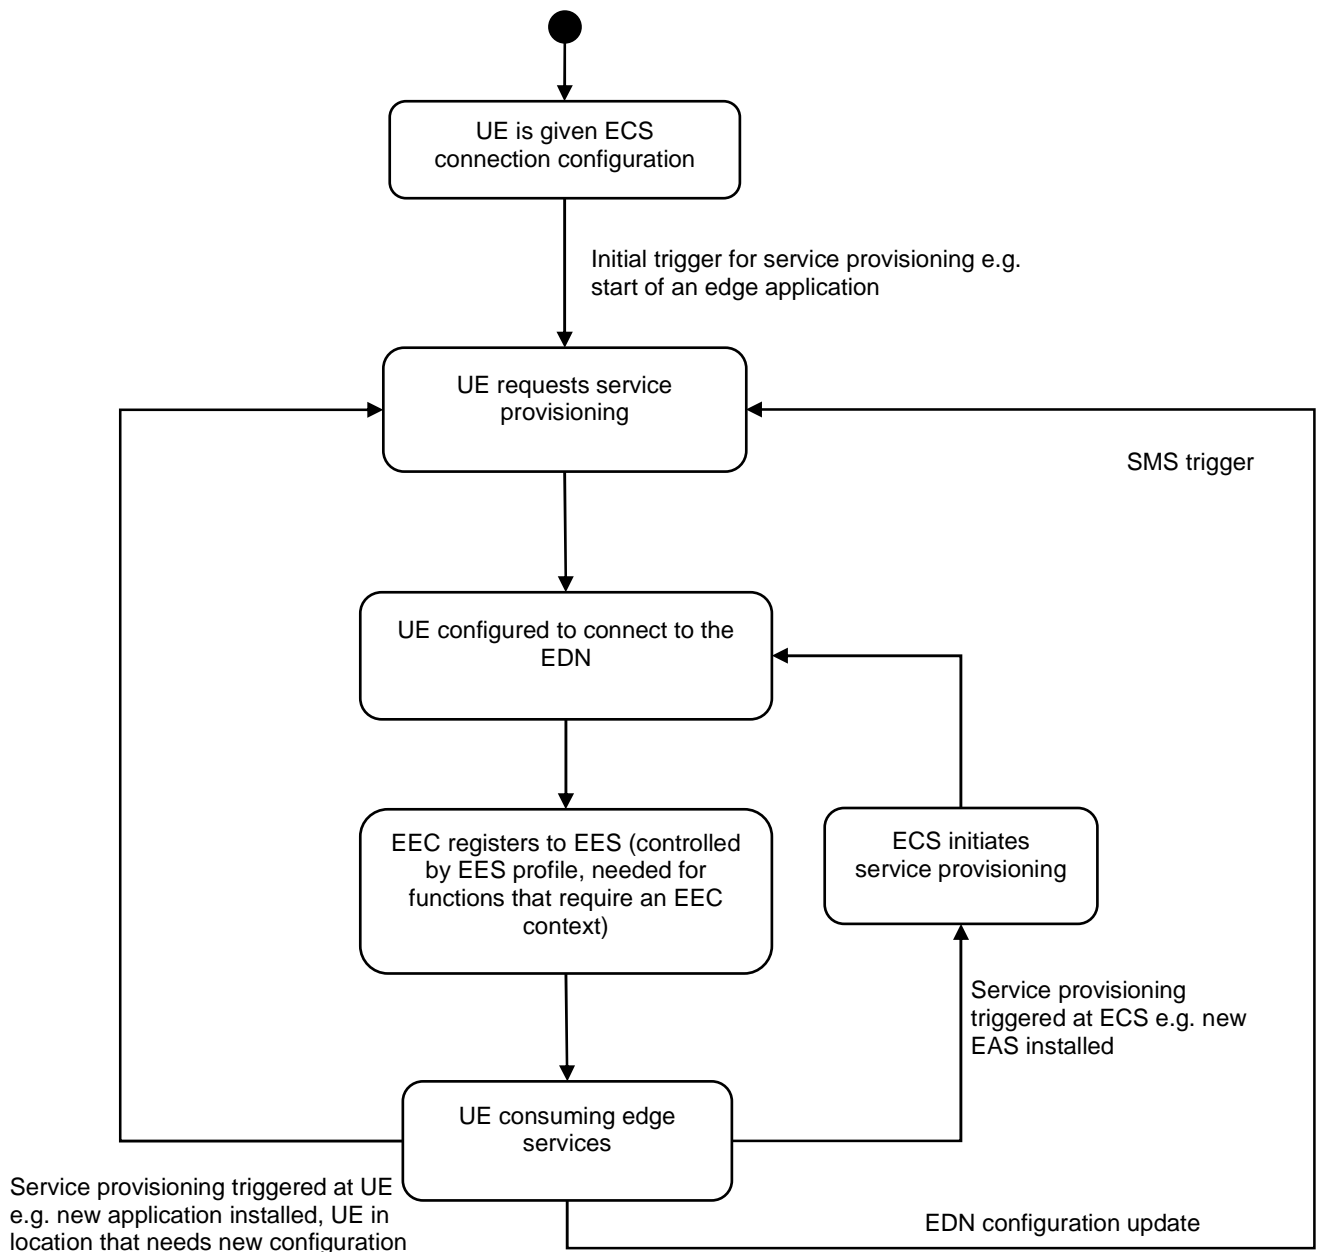 UE is given ECS
connection configuration
Initial trigger for service provisioning e.g.
start of an edge application
UE requests service
provisioning
SMS trigger
UE configured to connect to the
EDN
EEC registers to EES (controlled
by EES profile, needed for
functions that require an EEC
context)
ECS initiates
service provisioning
Service provisioning
triggered at ECS e.g. new
EAS installed
UE consuming edge
services
Service provisioning triggered at UE
e.g. new application installed, UE in
location that needs new configuration
EDN configuration update